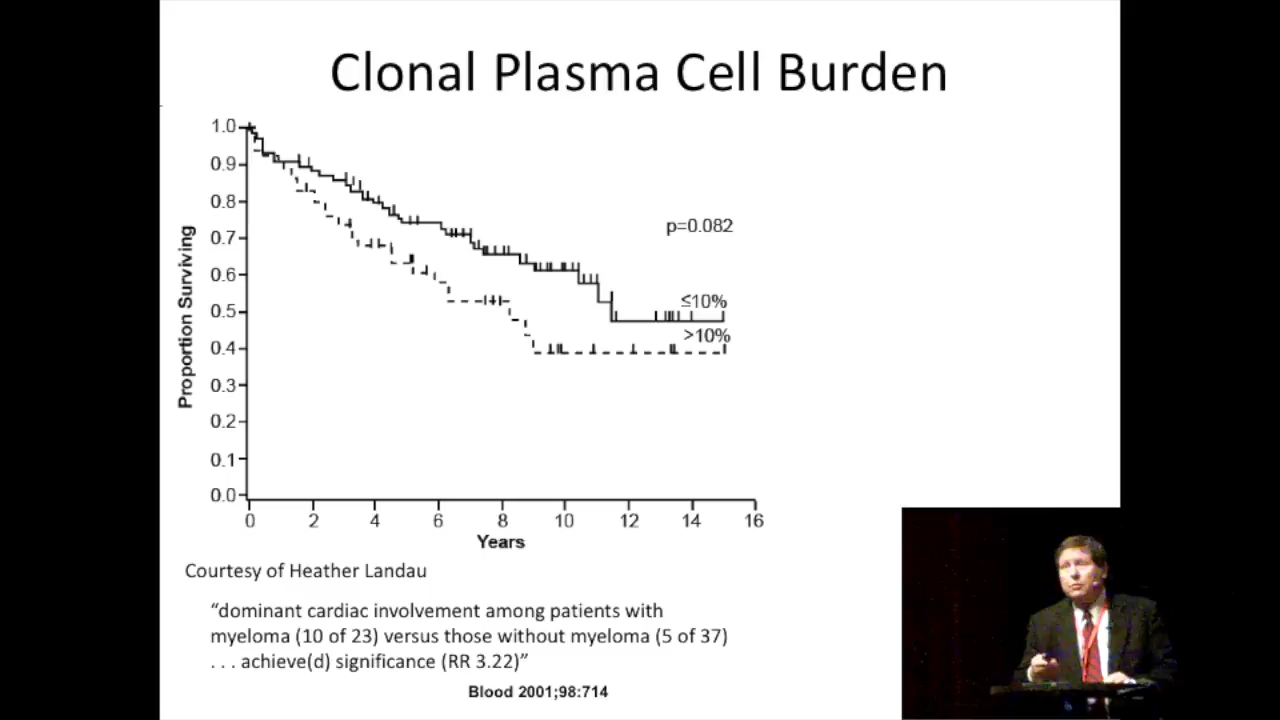 Clonal Plasma Cell Burden
1.0
0.9
0.8
0.7
0.6
0.5
0.4
0.3
0.2
0.1
0.0
Proportion Surviving
p=0.082
≤10%
>10%
0 2 4 6 8 10 12 14 16
Years
Courtesy of Heather Landau
“dominant cardiac involvement among patients with
myeloma (10 of 23) versus those without myeloma (5 of 37)
. . . achieve(d) significance (RR 3.22)”
Blood 2001;98:714